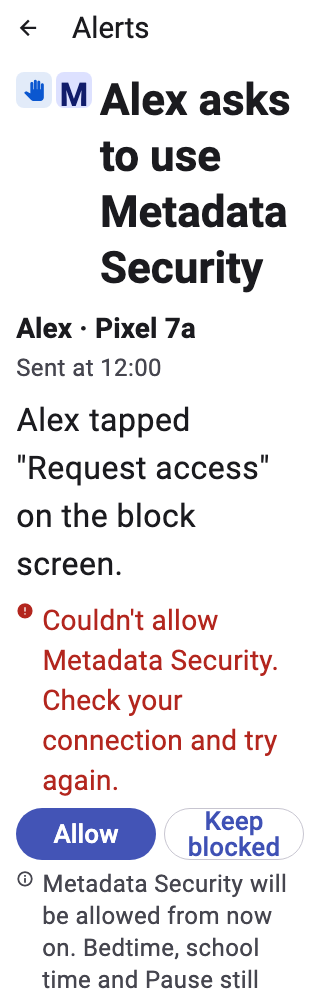 Alerts
M
Alex asks
to use
Metadata
Security
Alex · Pixel 7a
Sent at 12:00
Alex tapped
"Request access"
on the block
screen.
Couldn't allow
Metadata Security.
Check your
connection and try
again.
Allow
Keep
blocked
Metadata Security will
be allowed from now
on. Bedtime, school
time and Pause still